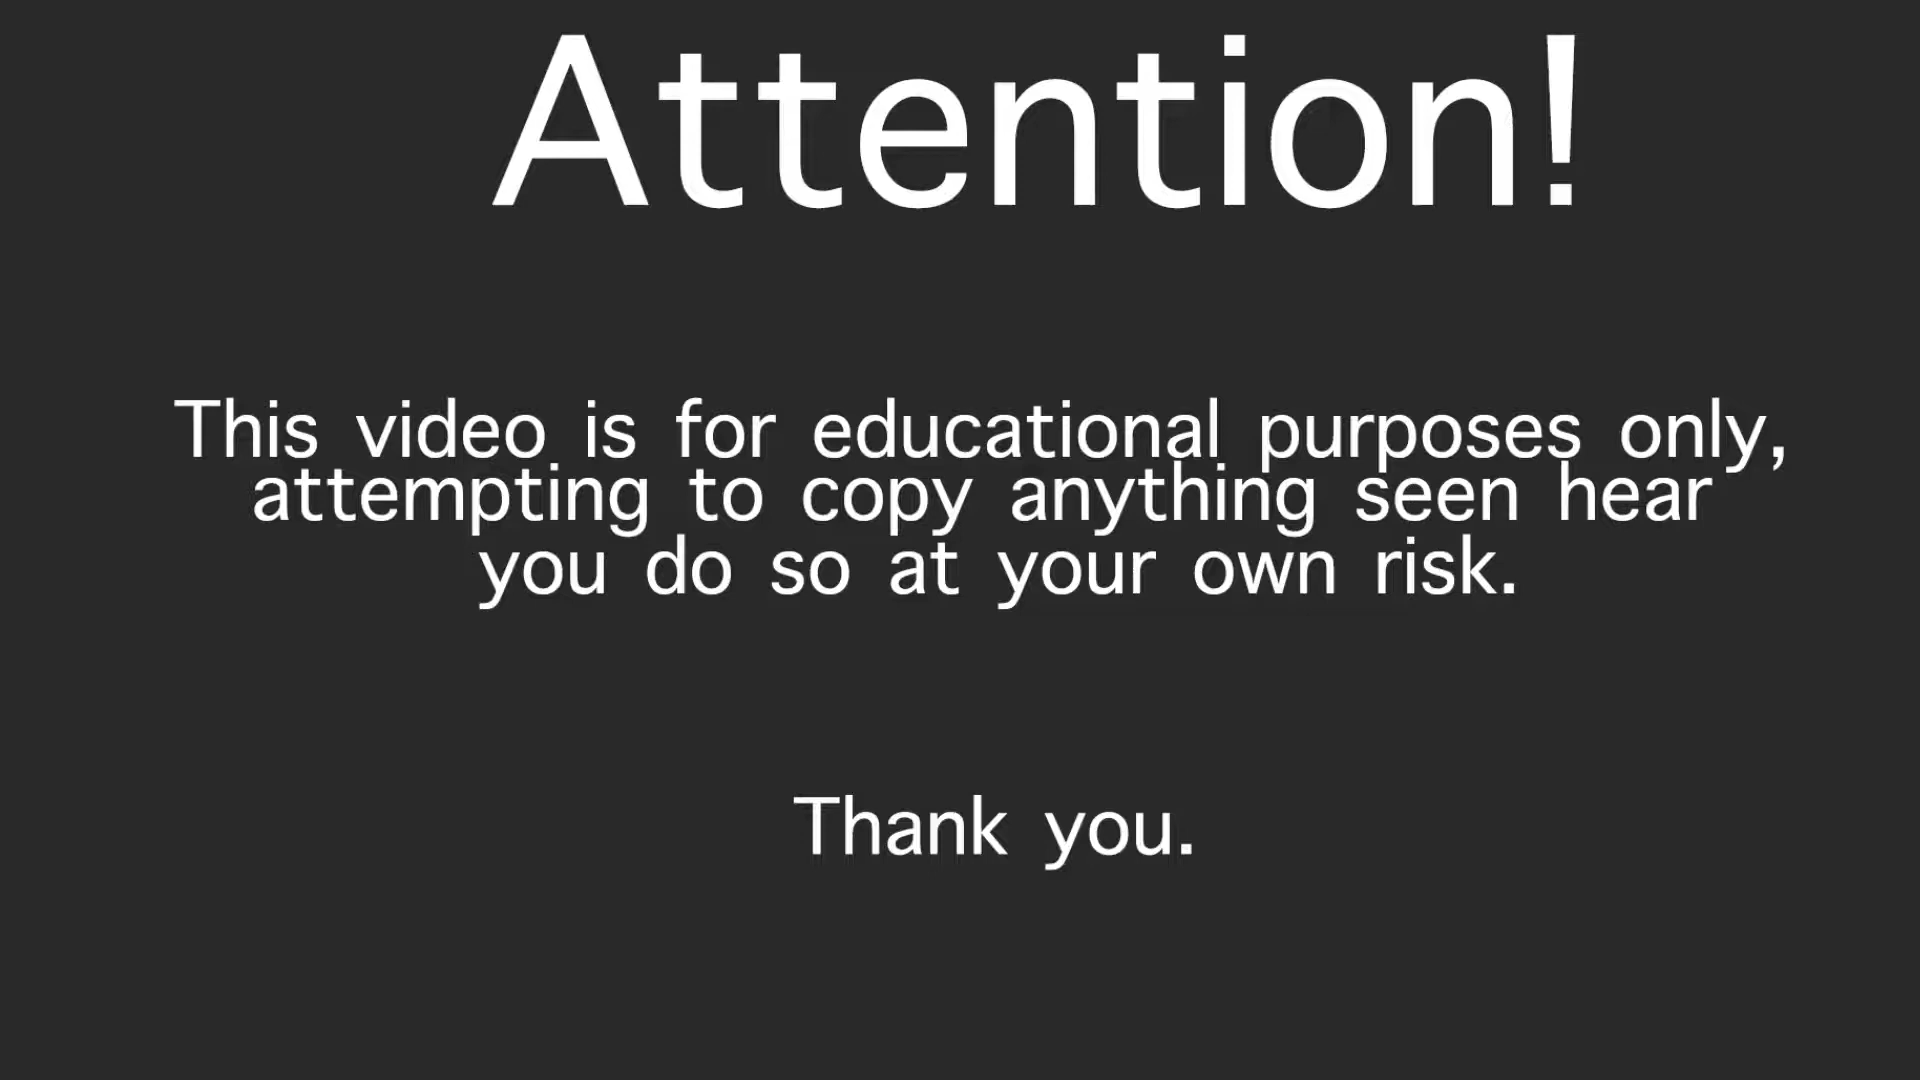 Attention!
This video is for educational purposes only,
attempting to copy anything seen hear
you do so at your own risk.
Thank you.